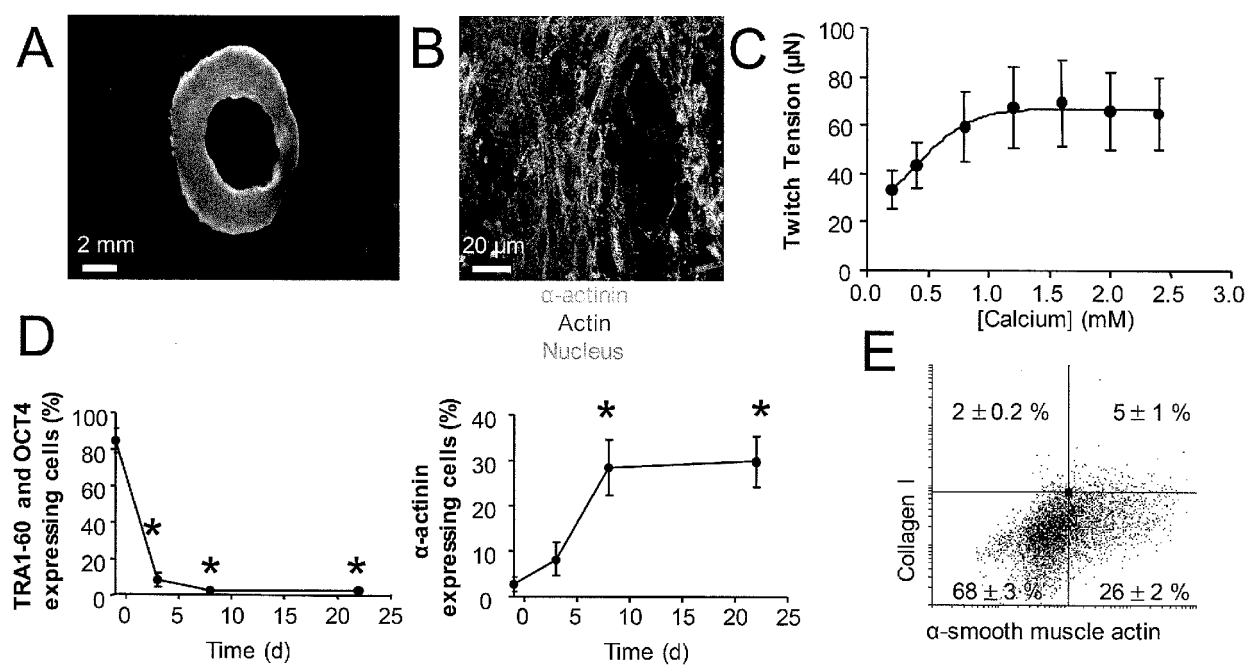 A
2 mm
B
20 µm
α-actinin
Actin
Nucleus
C
Twitch Tension (µN)
100
80
60
40
20
0
0.0 0.5 1.0 1.5 2.0 2.5 3.0
[Calcium] (mM)
D
TRA1-60 and OCT4
expressing cells (%)
100
80
60
40
20
0
* * *
0 5 10 15 20 25
Time (d)
α-actinin
expressing cells (%)
40
30
20
10
0
* *
0 5 10 15 20 25
Time (d)
E
Collagen I
2 ± 0.2 % 5 ± 1 %
68 ± 3 % 26 ± 2 %
α-smooth muscle actin